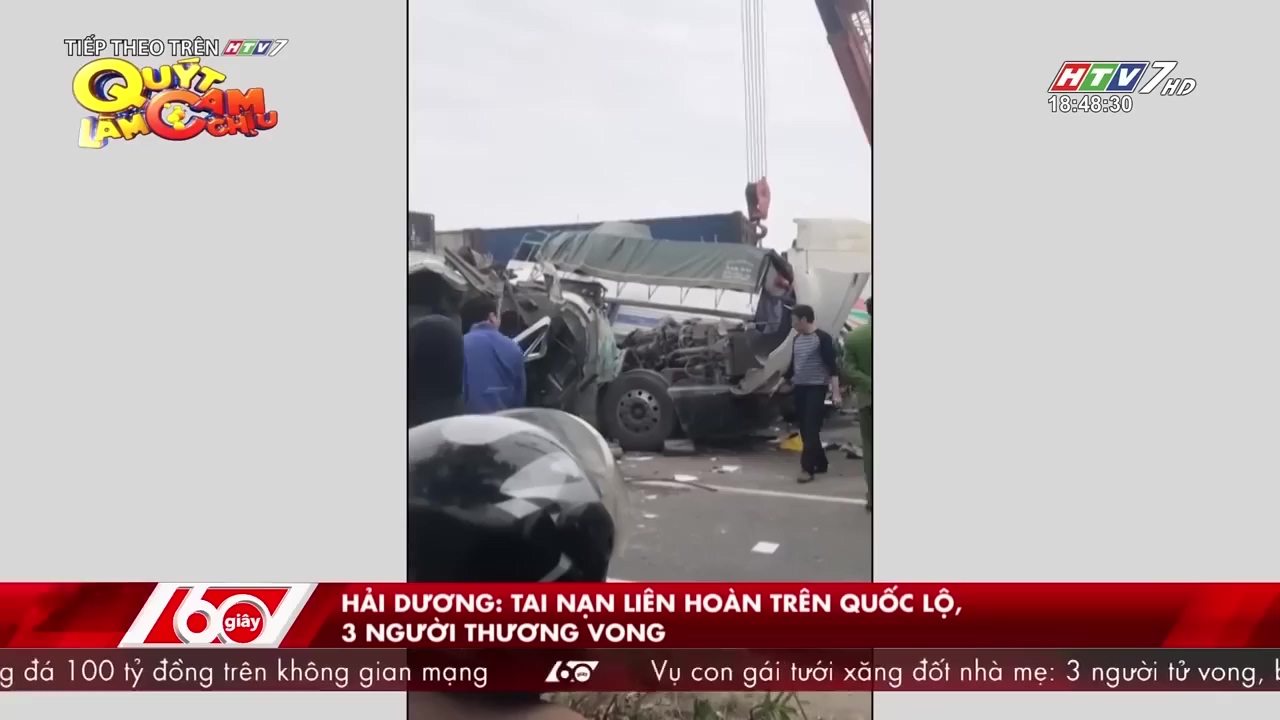 TIẾP THEO TRÊN HTV7
QUÝT
LÀM CAM
CHỊU
HTV7 HD
18:48:30
60 giây
HẢI DƯƠNG: TAI NẠN LIÊN HOÀN TRÊN QUỐC LỘ,
3 NGƯỜI THƯƠNG VONG
g đá 100 tỷ đồng trên không gian mạng 60 giây Vụ con gái tưới xăng đốt nhà mẹ: 3 người tử vong, b